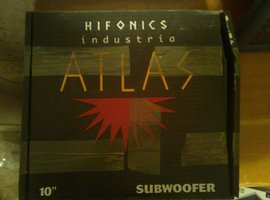 HIFONICS
industria
ATLAS
10" SUBWOOFER